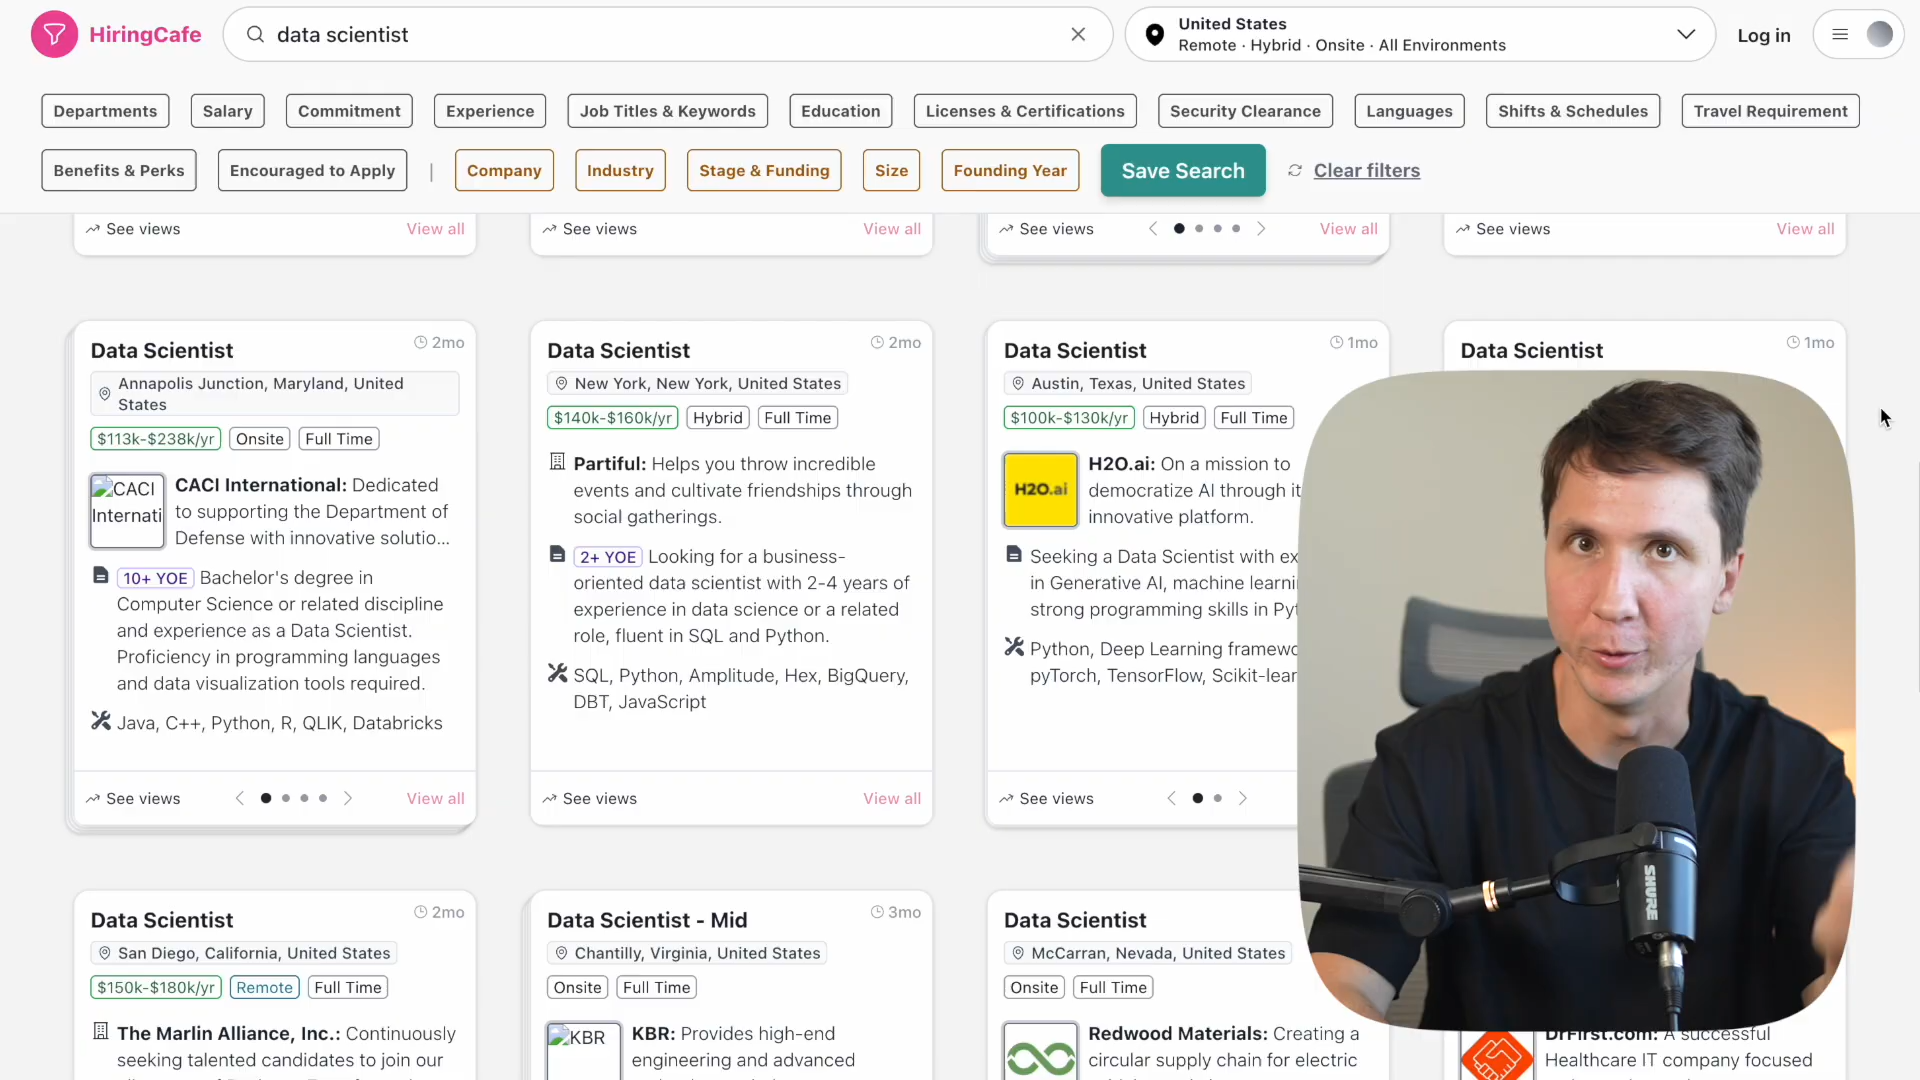 HiringCafe
data scientist
United States
Remote · Hybrid · Onsite · All Environments
Log in
Departments
Salary
Commitment
Experience
Job Titles & Keywords
Education
Licenses & Certifications
Security Clearance
Languages
Shifts & Schedules
Travel Requirement
Benefits & Perks
Encouraged to Apply
|
Company
Industry
Stage & Funding
Size
Founding Year
Save Search
Clear filters
See views
View all
See views
View all
See views
View all
See views
View all
Data Scientist
2mo
Annapolis Junction, Maryland, United
States
$113k-$238k/yr
Onsite
Full Time
CACI
Internati
CACI International: Dedicated
to supporting the Department of
Defense with innovative solutio...
10+ YOE Bachelor's degree in
Computer Science or related discipline
and experience as a Data Scientist.
Proficiency in programming languages
and data visualization tools required.
Java, C++, Python, R, QLIK, Databricks
See views
View all
Data Scientist
2mo
New York, New York, United States
$140k-$160k/yr
Hybrid
Full Time
Partiful: Helps you throw incredible
events and cultivate friendships through
social gatherings.
2+ YOE Looking for a business-
oriented data scientist with 2-4 years of
experience in data science or a related
role, fluent in SQL and Python.
SQL, Python, Amplitude, Hex, BigQuery,
DBT, JavaScript
See views
View all
Data Scientist
1mo
Austin, Texas, United States
$100k-$130k/yr
Hybrid
Full Time
H2O.ai
H2O.ai: On a mission to
democratize AI through it
innovative platform.
Seeking a Data Scientist with ex
in Generative AI, machine learni
strong programming skills in Pyt
Python, Deep Learning framewo
pyTorch, TensorFlow, Scikit-lear
See views
Data Scientist
1mo
SHURE
Data Scientist
2mo
San Diego, California, United States
$150k-$180k/yr
Remote
Full Time
The Marlin Alliance, Inc.: Continuously
seeking talented candidates to join our
Data Scientist - Mid
3mo
Chantilly, Virginia, United States
Onsite
Full Time
KBR
KBR: Provides high-end
engineering and advanced
Data Scientist
McCarran, Nevada, United States
Onsite
Full Time
Redwood Materials: Creating a
circular supply chain for electric
DrFirst.com: A successful
Healthcare IT company focused